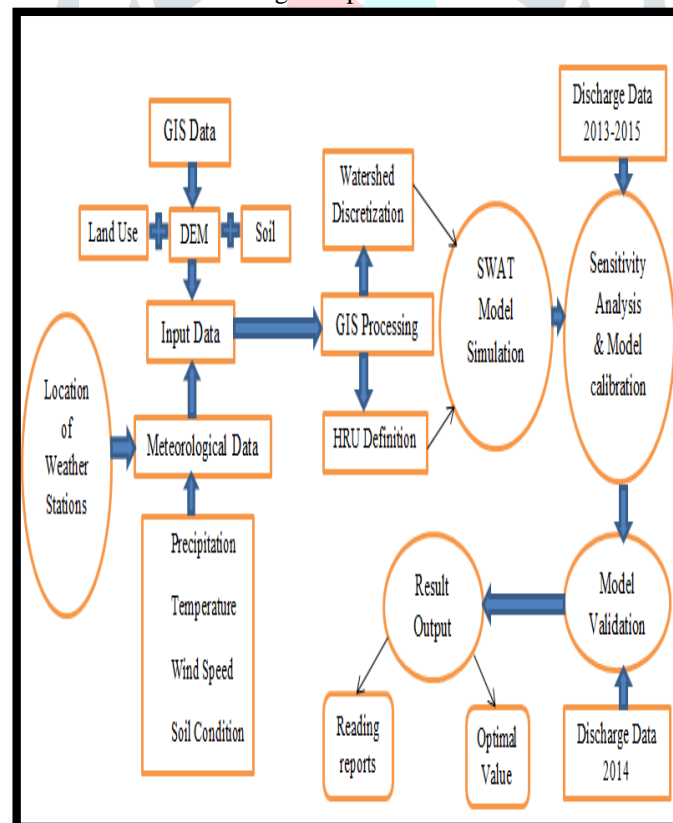 GIS Data
Land Use
DEM
Soil
Input Data
Location
of
Weather
Stations
Meteorological Data
Precipitation
Temperature
Wind Speed
Soil Condition
Watershed
Discretization
GIS Processing
HRU Definition
SWAT
Model
Simulation
Discharge Data
2013-2015
Sensitivity
Analysis
& Model
calibration
Model
Validation
Discharge Data
2014
Result
Output
Reading
reports
Optimal
Value